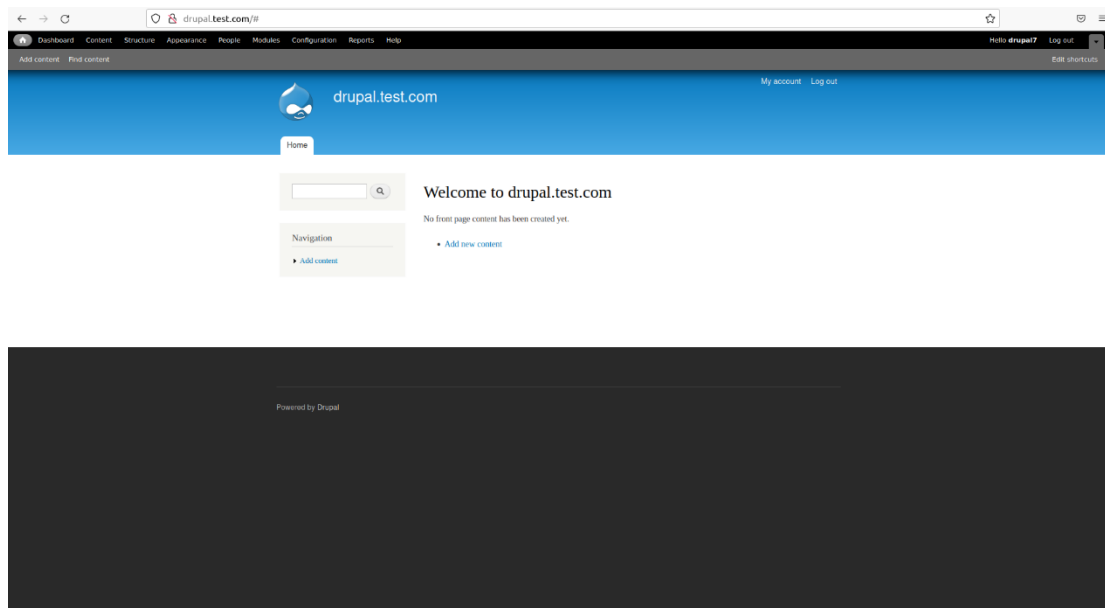 drupal.test.com/#
Dashboard Content Structure Appearance People Modules Configuration Reports Help Hello drupal7 Log out
Add content Find content Edit shortcuts
My account Log out
drupal.test.com
Home
Welcome to drupal.test.com
No front page content has been created yet.
Navigation
• Add new content
Add content
Powered by Drupal